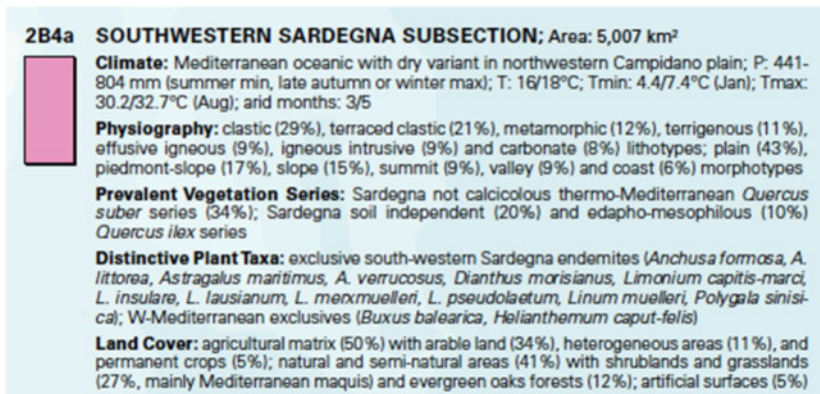 2B4a SOUTHWESTERN SARDEGNA SUBSECTION; Area: 5,007 km²
Climate: Mediterranean oceanic with dry variant in northwestern Campidano plain; P: 441-
804 mm (summer min, late autumn or winter max); T: 16/18°C; Tmin: 4.4/7.4°C (Jan); Tmax:
30.2/32.7°C (Aug); arid months: 3/5
Physiography: clastic (29%), terraced clastic (21%), metamorphic (12%), terrigenous (11%),
effusive igneous (9%), igneous intrusive (9%) and carbonate (8%) lithotypes; plain (43%),
piedmont-slope (17%), slope (15%), summit (9%), valley (9%) and coast (6%) morphotypes
Prevalent Vegetation Series: Sardegna not calcicolous thermo-Mediterranean Quercus
suber series (34%); Sardegna soil independent (20%) and edapho-mesophilous (10%)
Quercus ilex series
Distinctive Plant Taxa: exclusive south-western Sardegna endemites (Anchusa formosa, A.
littorea, Astragalus maritimus, A. verrucosus, Dianthus morisianus, Limonium capitis-marci,
L. insulare, L. lausianum, L. merxmuelleri, L. pseudolaetum, Linum muelleri, Polygala sinisi-
ca); W-Mediterranean exclusives (Buxus balearica, Helianthemum caput-felis)
Land Cover: agricultural matrix (50%) with arable land (34%), heterogeneous areas (11%), and
permanent crops (5%); natural and semi-natural areas (41%) with shrublands and grasslands
(27%, mainly Mediterranean maquis) and evergreen oaks forests (12%); artificial surfaces (5%)